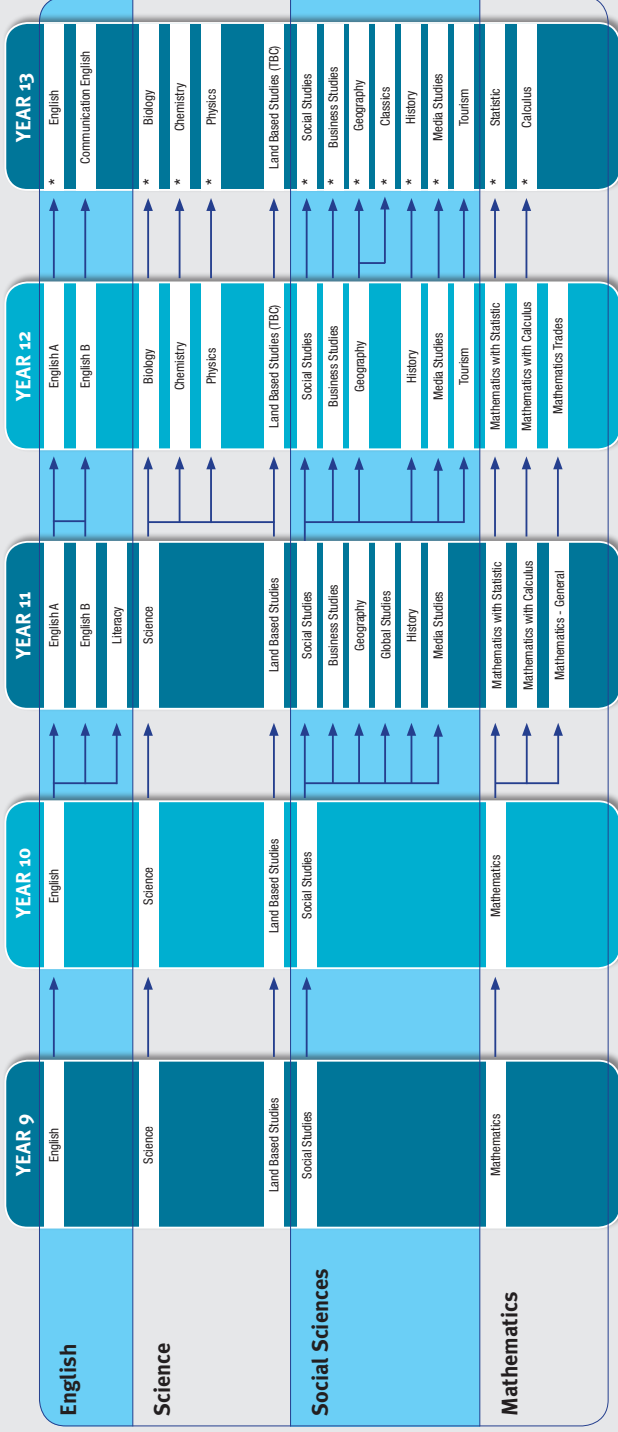 YEAR 9
YEAR 10
YEAR 11
YEAR 12
YEAR 13
English
English
English
English A
English B
Literacy
English A
English B
* English
Communication English
Science
Science
Land Based Studies
Science
Land Based Studies
Science
Land Based Studies
Biology
Chemistry
Physics
Land Based Studies (TBC)
* Biology
* Chemistry
* Physics
Land Based Studies (TBC)
Social Sciences
Social Studies
Social Studies
Social Studies
Business Studies
Geography
Global Studies
History
Media Studies
Social Studies
Business Studies
Geography
History
Media Studies
Tourism
* Social Studies
* Business Studies
* Geography
* Classics
* History
* Media Studies
Tourism
Mathematics
Mathematics
Mathematics
Mathematics with Statistic
Mathematics with Calculus
Mathematics - General
Mathematics with Statistic
Mathematics with Calculus
Mathematics Trades
* Statistic
* Calculus